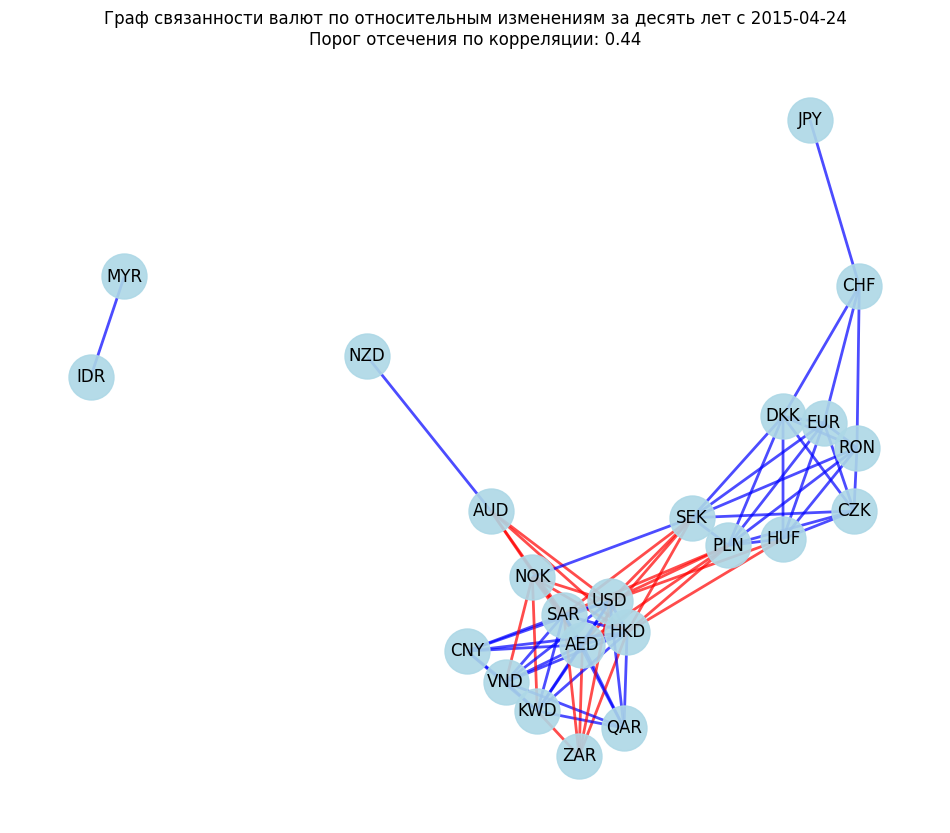 Граф связанности валют по относительным изменениям за десять лет с 2015-04-24
Порог отсечения по корреляции: 0.44
JPY
MYR
CHF
NZD
IDR
DKK
EUR
RON
AUD
SEK
CZK
PLN
HUF
NOK
USD
SAR
HKD
AED
CNY
VND
KWD
QAR
ZAR